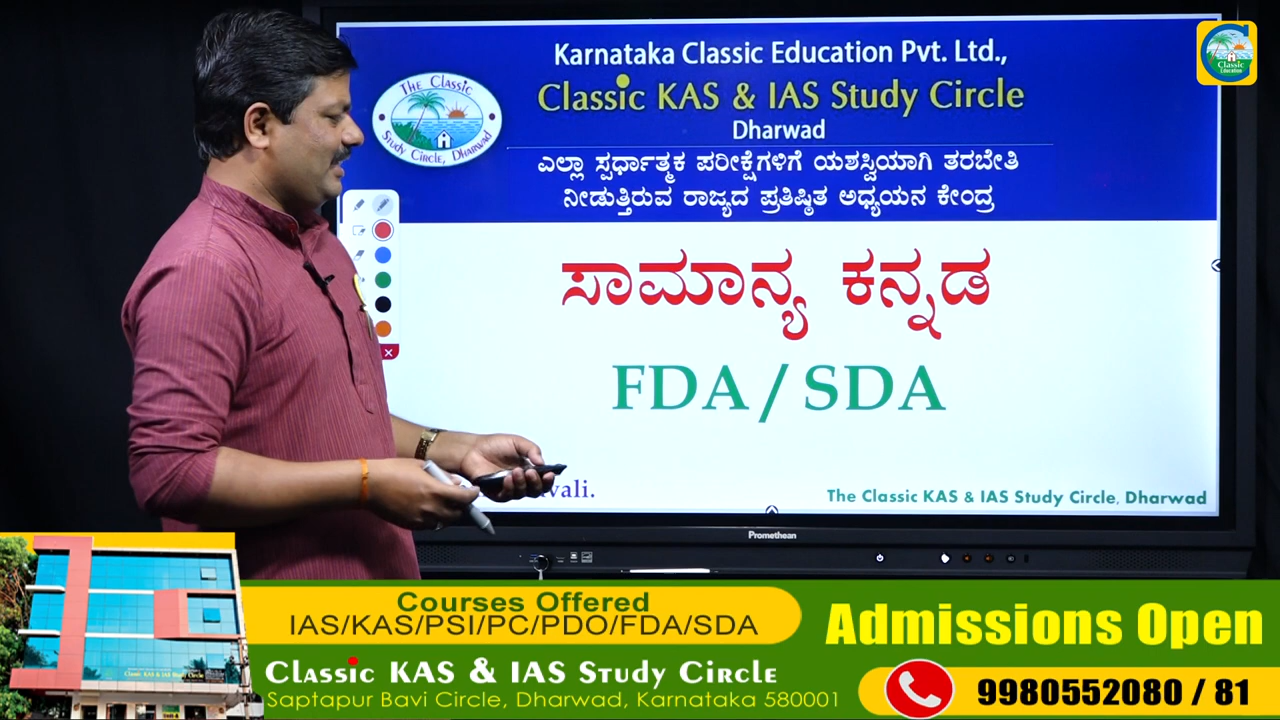 Karnataka Classic Education Pvt. Ltd.,
Classic KAS & IAS Study Circle
Dharwad
ಎಲ್ಲಾ ಸ್ಪರ್ಧಾತ್ಮಕ ಪರೀಕ್ಷೆಗಳಿಗೆ ಯಶಸ್ವಿಯಾಗಿ ತರಬೇತಿ
ನೀಡುತ್ತಿರುವ ರಾಜ್ಯದ ಪ್ರತಿಷ್ಠಿತ ಅಧ್ಯಯನ ಕೇಂದ್ರ
The Classic
Study Circle, Dharwad
Classic
Education
ಸಾಮಾನ್ಯ ಕನ್ನಡ
FDA / SDA
The Classic KAS & IAS Study Circle, Dharwad
Promethean
Courses Offered
IAS/KAS/PSI/PC/PDO/FDA/SDA
Admissions Open
Classic KAS & IAS Study Circle
Saptapur Bavi Circle, Dharwad, Karnataka 580001
9980552080 / 81